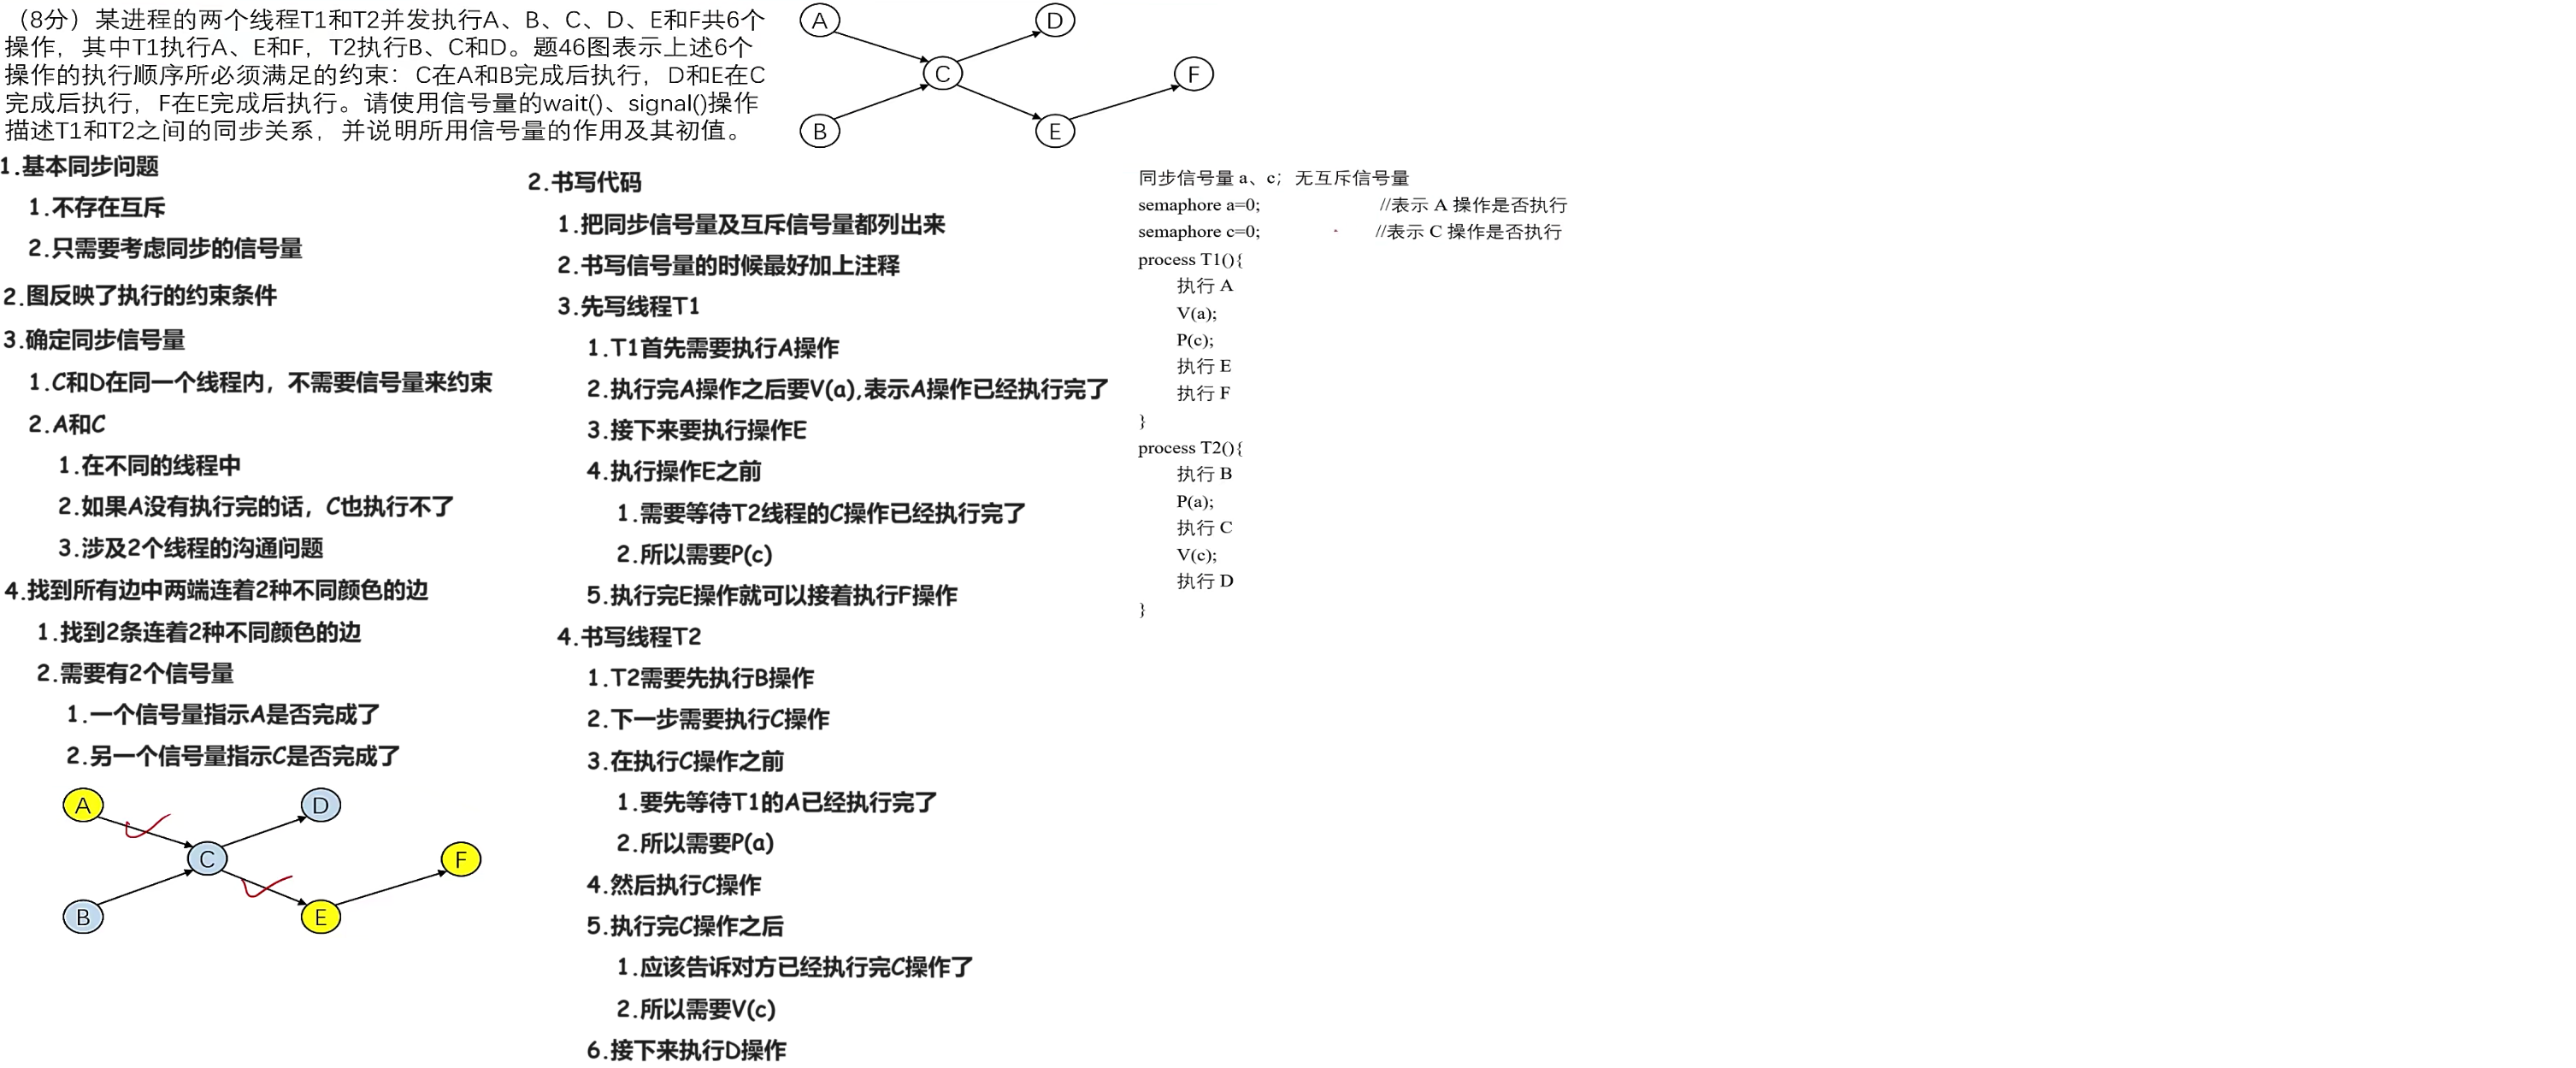 （8分）某进程的两个线程T1和T2并发执行A、B、C、D、E和F共6个
操作，其中T1执行A、E和F，T2执行B、C和D。题46图表示上述6个
操作的执行顺序所必须满足的约束：C在A和B完成后执行，D和E在C
完成后执行，F在E完成后执行。请使用信号量的wait()、signal()操作
描述T1和T2之间的同步关系，并说明所用信号量的作用及其初值。
A
D
C
F
B
E
1.基本同步问题
1.不存在互斥
2.只需要考虑同步的信号量
2.图反映了执行的约束条件
3.确定同步信号量
1.C和D在同一个线程内，不需要信号量来约束
2.A和C
1.在不同的线程中
2.如果A没有执行完的话，C也执行不了
3.涉及2个线程的沟通问题
4.找到所有边中两端连着2种不同颜色的边
1.找到2条连着2种不同颜色的边
2.需要有2个信号量
1.一个信号量指示A是否完成了
2.另一个信号量指示C是否完成了
A
D
C
F
B
E
2.书写代码
1.把同步信号量及互斥信号量都列出来
2.书写信号量的时候最好加上注释
3.先写线程T1
1.T1首先需要执行A操作
2.执行完A操作之后要V(a),表示A操作已经执行完了
3.接下来要执行操作E
4.执行操作E之前
1.需要等待T2线程的C操作已经执行完了
2.所以需要P(c)
5.执行完E操作就可以接着执行F操作
4.书写线程T2
1.T2需要先执行B操作
2.下一步需要执行C操作
3.在执行C操作之前
1.要先等待T1的A已经执行完了
2.所以需要P(a)
4.然后执行C操作
5.执行完C操作之后
1.应该告诉对方已经执行完C操作了
2.所以需要V(c)
6.接下来执行D操作
同步信号量 a、c；无互斥信号量
semaphore a=0; //表示 A 操作是否执行
semaphore c=0; //表示 C 操作是否执行
process T1(){
执行 A
V(a);
P(c);
执行 E
执行 F
}
process T2(){
执行 B
P(a);
执行 C
V(c);
执行 D
}